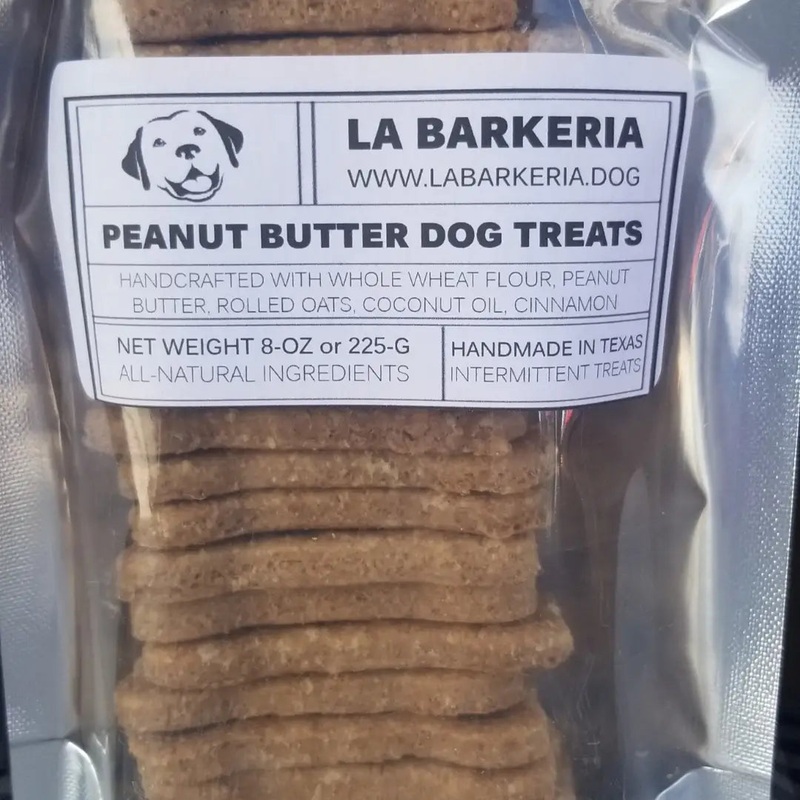 LA BARKERIA
WWW.LABARKERIA.DOG
PEANUT BUTTER DOG TREATS
HANDCRAFTED WITH WHOLE WHEAT FLOUR, PEANUT
BUTTER, ROLLED OATS, COCONUT OIL, CINNAMON
NET WEIGHT 8-OZ or 225-G
ALL-NATURAL INGREDIENTS
HANDMADE IN TEXAS
INTERMITTENT TREATS